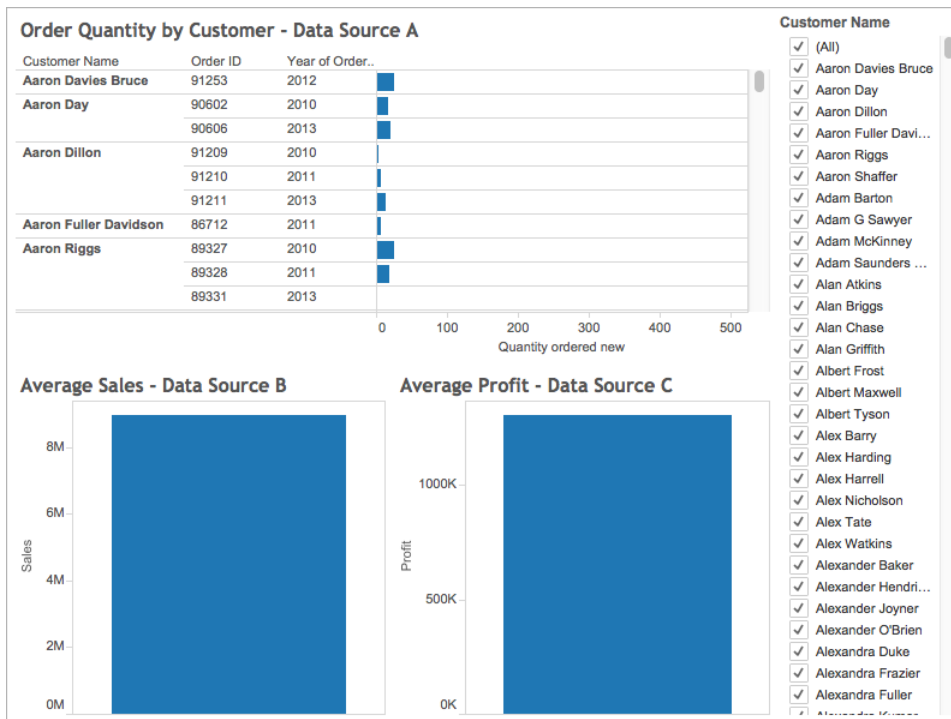 Order Quantity by Customer - Data Source A
Customer Name Order ID Year of Order..
Aaron Davies Bruce 91253 2012
Aaron Day 90602 2010
90606 2013
Aaron Dillon 91209 2010
91210 2011
91211 2013
Aaron Fuller Davidson 86712 2011
Aaron Riggs 89327 2010
89328 2011
89331 2013
0 100 200 300 400 500
Quantity ordered new
Average Sales - Data Source B
8M
6M
4M
2M
0M
Sales
Average Profit - Data Source C
1000K
500K
0K
Profit
Customer Name
(All)
Aaron Davies Bruce
Aaron Day
Aaron Dillon
Aaron Fuller Davi...
Aaron Riggs
Aaron Shaffer
Adam Barton
Adam G Sawyer
Adam McKinney
Adam Saunders ...
Alan Atkins
Alan Briggs
Alan Chase
Alan Griffith
Albert Frost
Albert Maxwell
Albert Tyson
Alex Barry
Alex Harding
Alex Harrell
Alex Nicholson
Alex Tate
Alex Watkins
Alexander Baker
Alexander Hendri...
Alexander Joyner
Alexander O'Brien
Alexandra Duke
Alexandra Frazier
Alexandra Fuller